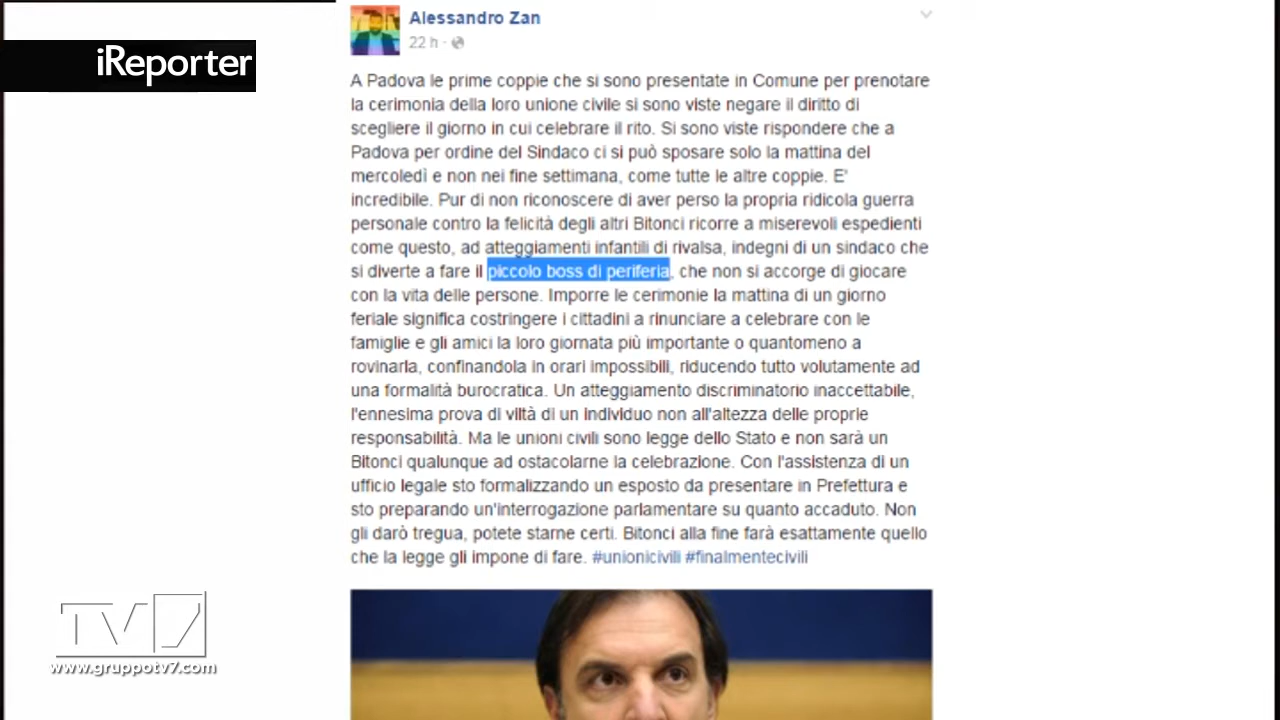 Alessandro Zan
22 h
iReporter
A Padova le prime coppie che si sono presentate in Comune per prenotare
la cerimonia della loro unione civile si sono viste negare il diritto di
scegliere il giorno in cui celebrare il rito. Si sono viste rispondere che a
Padova per ordine del Sindaco ci si può sposare solo la mattina del
mercoledì e non nei fine settimana, come tutte le altre coppie. E'
incredibile. Pur di non riconoscere di aver perso la propria ridicola guerra
personale contro la felicità degli altri Bitonci ricorre a miserevoli espedienti
come questo, ad atteggiamenti infantili di rivalsa, indegni di un sindaco che
si diverte a fare il piccolo boss di periferia, che non si accorge di giocare
con la vita delle persone. Imporre le cerimonie la mattina di un giorno
feriale significa costringere i cittadini a rinunciare a celebrare con le
famiglie e gli amici la loro giornata più importante o quantomeno a
rovinarla, confinandola in orari impossibili, riducendo tutto volutamente ad
una formalità burocratica. Un atteggiamento discriminatorio inaccettabile,
l'ennesima prova di viltà di un individuo non all'altezza delle proprie
responsabilità. Ma le unioni civili sono legge dello Stato e non sarà un
Bitonci qualunque ad ostacolarne la celebrazione. Con l'assistenza di un
ufficio legale sto formalizzando un esposto da presentare in Prefettura e
sto preparando un'interrogazione parlamentare su quanto accaduto. Non
gli darò tregua, potete starne certi. Bitonci alla fine farà esattamente quello
che la legge gli impone di fare. #unionicivili #finalmentecivili
TV7
www.gruppotv7.com